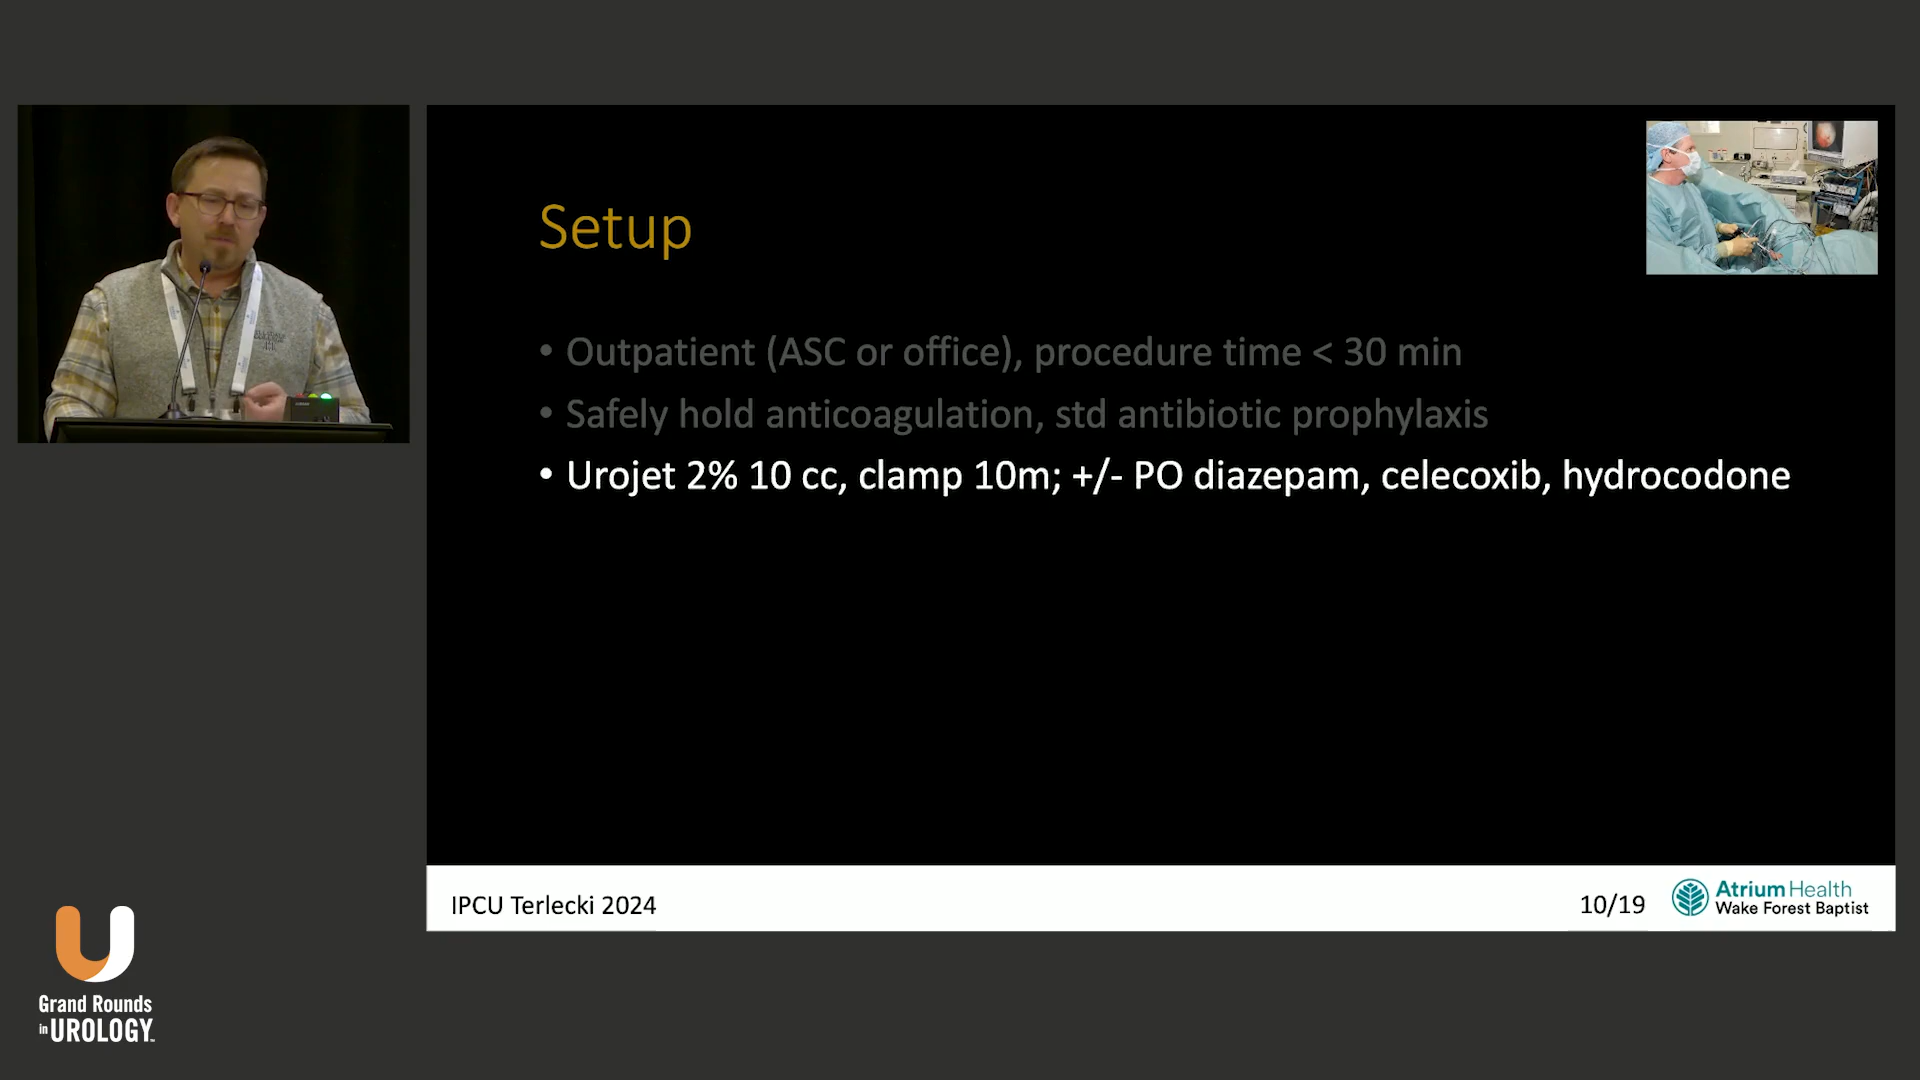 Setup
• Outpatient (ASC or office), procedure time < 30 min
• Safely hold anticoagulation, std antibiotic prophylaxis
• Urojet 2% 10 cc, clamp 10m; +/- PO diazepam, celecoxib, hydrocodone
IPCU Terlecki 2024
10/19
Atrium Health
Wake Forest Baptist
Grand Rounds
in UROLOGY™